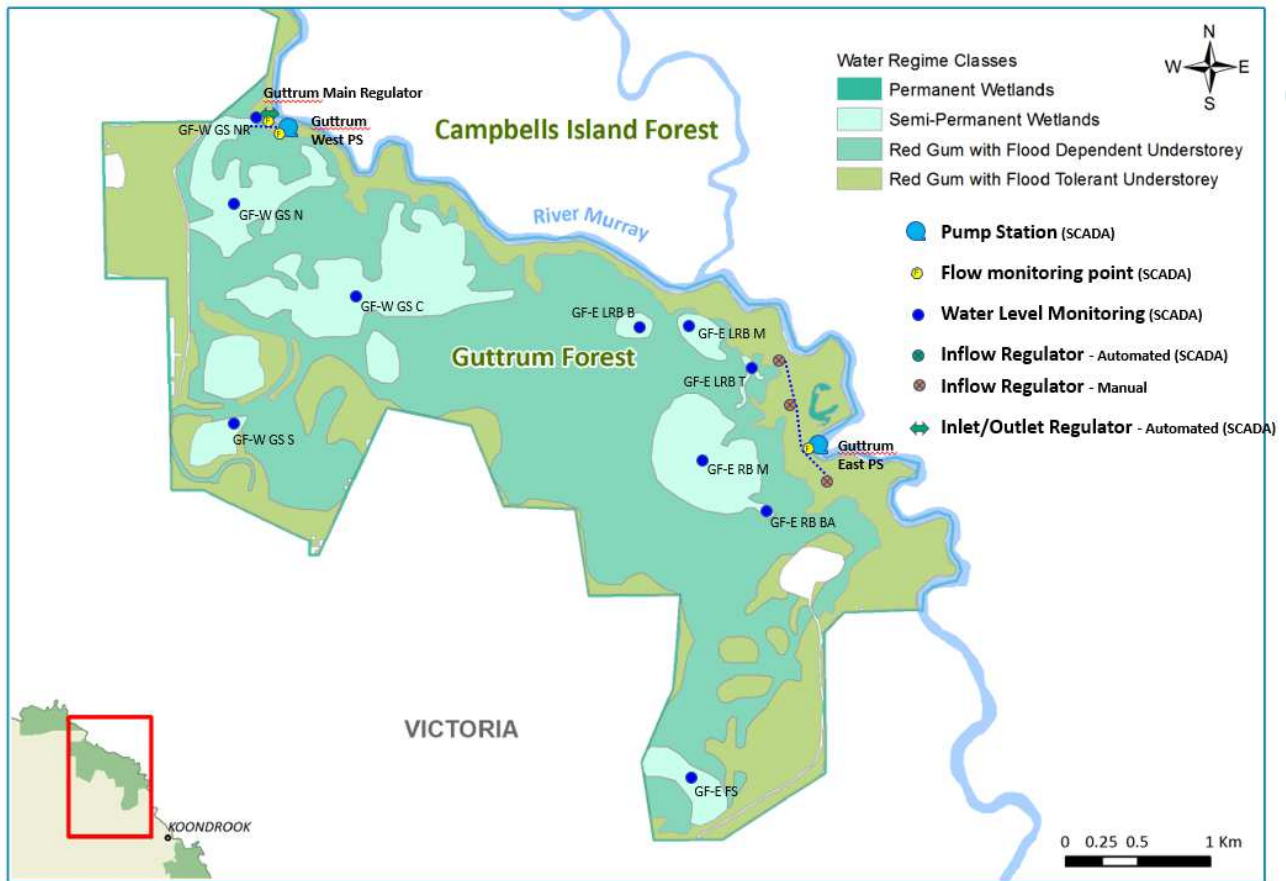 N
W
E
S
Water Regime Classes
Permanent Wetlands
Semi-Permanent Wetlands
Red Gum with Flood Dependent Understorey
Red Gum with Flood Tolerant Understorey
Pump Station (SCADA)
F
Flow monitoring point (SCADA)
Water Level Monitoring (SCADA)
Inflow Regulator - Automated (SCADA)
Inflow Regulator - Manual
Inlet/Outlet Regulator - Automated (SCADA)
Guttrum Main Regulator
F
GF-W GS NR
F
Guttrum
West PS
Campbells Island Forest
GF-W GS N
River Murray
GF-W GS C
GF-E LRB B
GF-E LRB M
Guttrum Forest
GF-E LRB T
GF-W GS S
F
Guttrum
East PS
GF-E RB M
GF-E RB BA
VICTORIA
GF-E FS
KOONDROOK
0 0.25 0.5 1 Km